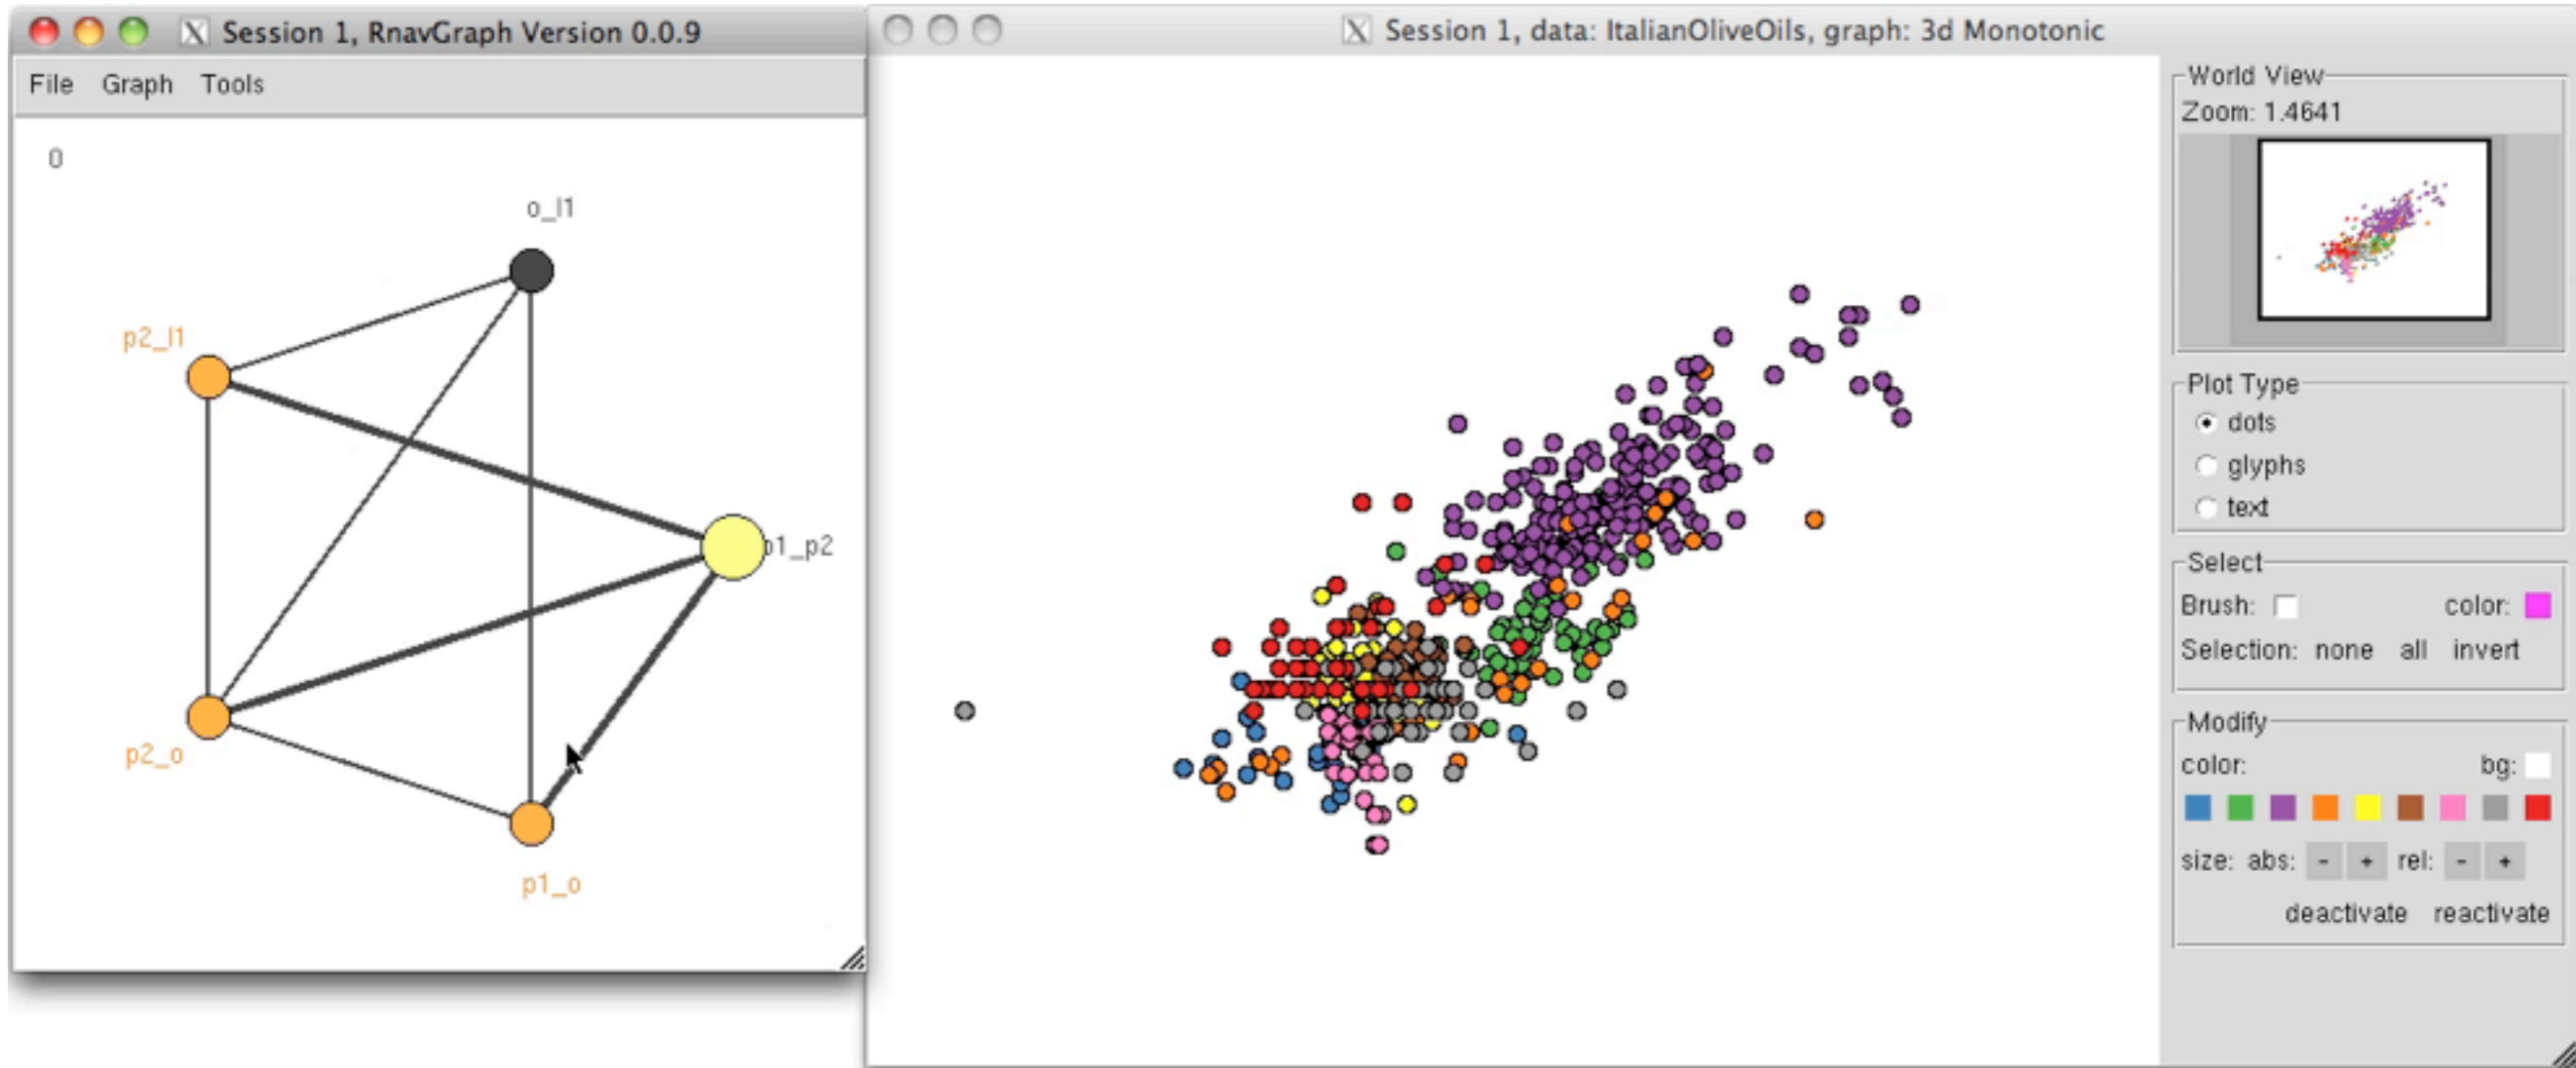 Session 1, RnavGraph Version 0.0.9
File Graph Tools
0
o_l1
p2_l1
p1_p2
p2_o
p1_o
Session 1, data: ItalianOliveOils, graph: 3d Monotonic
World View
Zoom: 1.4641
Plot Type
dots
glyphs
text
Select
Brush: color:
Selection: none all invert
Modify
color: bg:
size: abs: - + rel: - +
deactivate reactivate